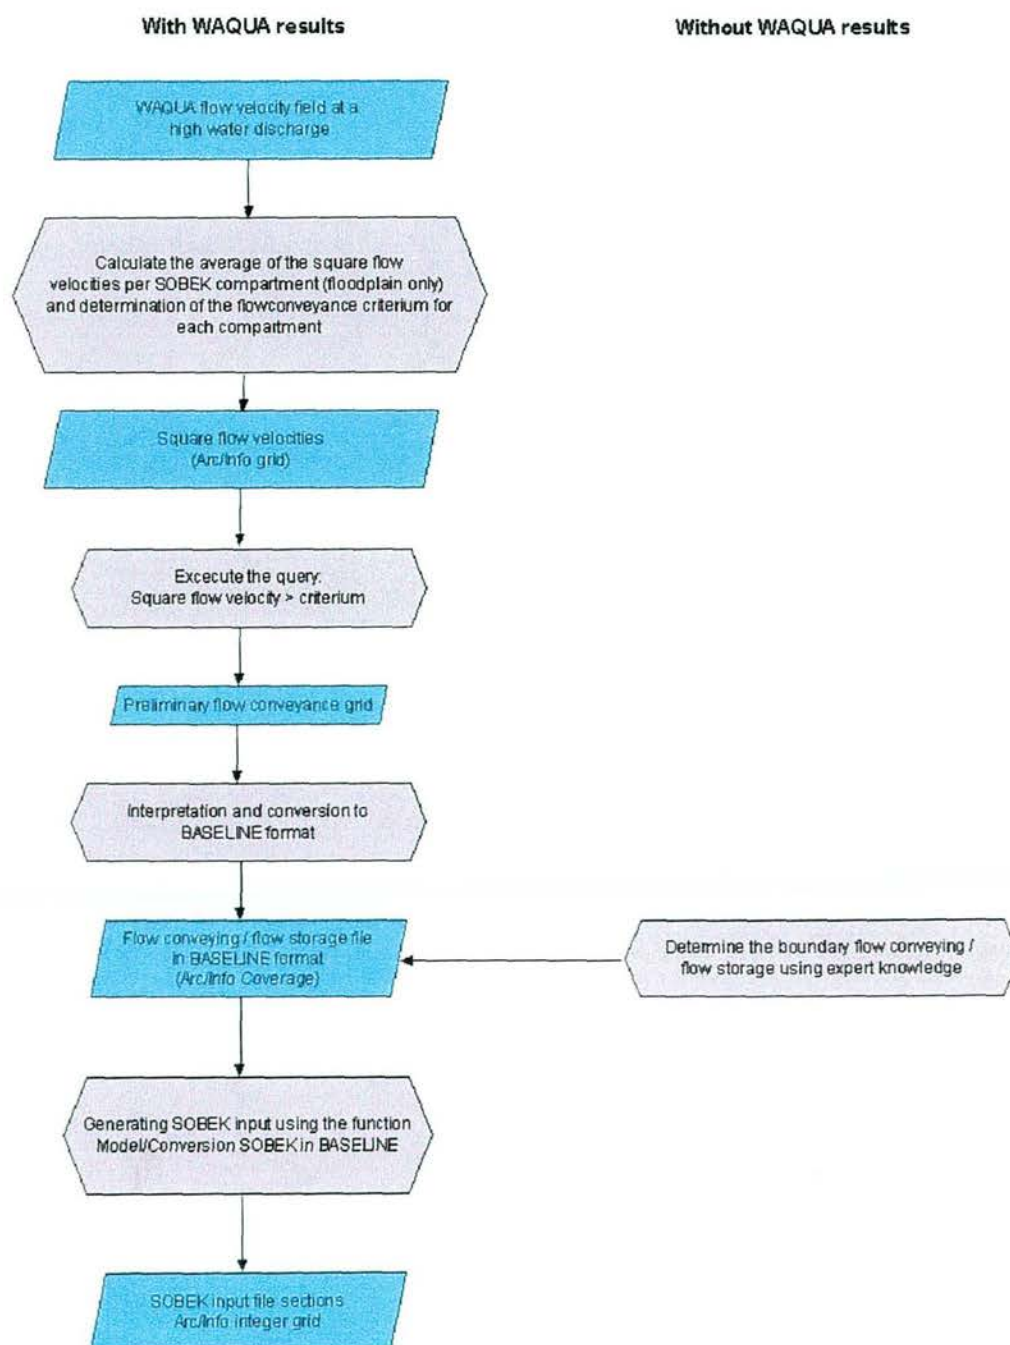 With WAQUA results
Without WAQUA results
WAQUA flow velocity field at a
high water discharge
Calculate the average of the square flow
velocities per SOBEK compartment (floodplain only)
and determination of the flowconveyance criterium for
each compartment
Square flow velocities
(Arc/Info grid)
Excecute the query:
Square flow velocity > criterium
Preliminary flow conveyance grid
Interpretation and conversion to
BASELINE format
Flow conveying / flow storage file
in BASELINE format
(Arc/Info Coverage)
Determine the boundary flow conveying /
flow storage using expert knowledge
Generating SOBEK input using the function
Model/Conversion SOBEK in BASELINE
SOBEK input file sections
Arc/Info integer grid